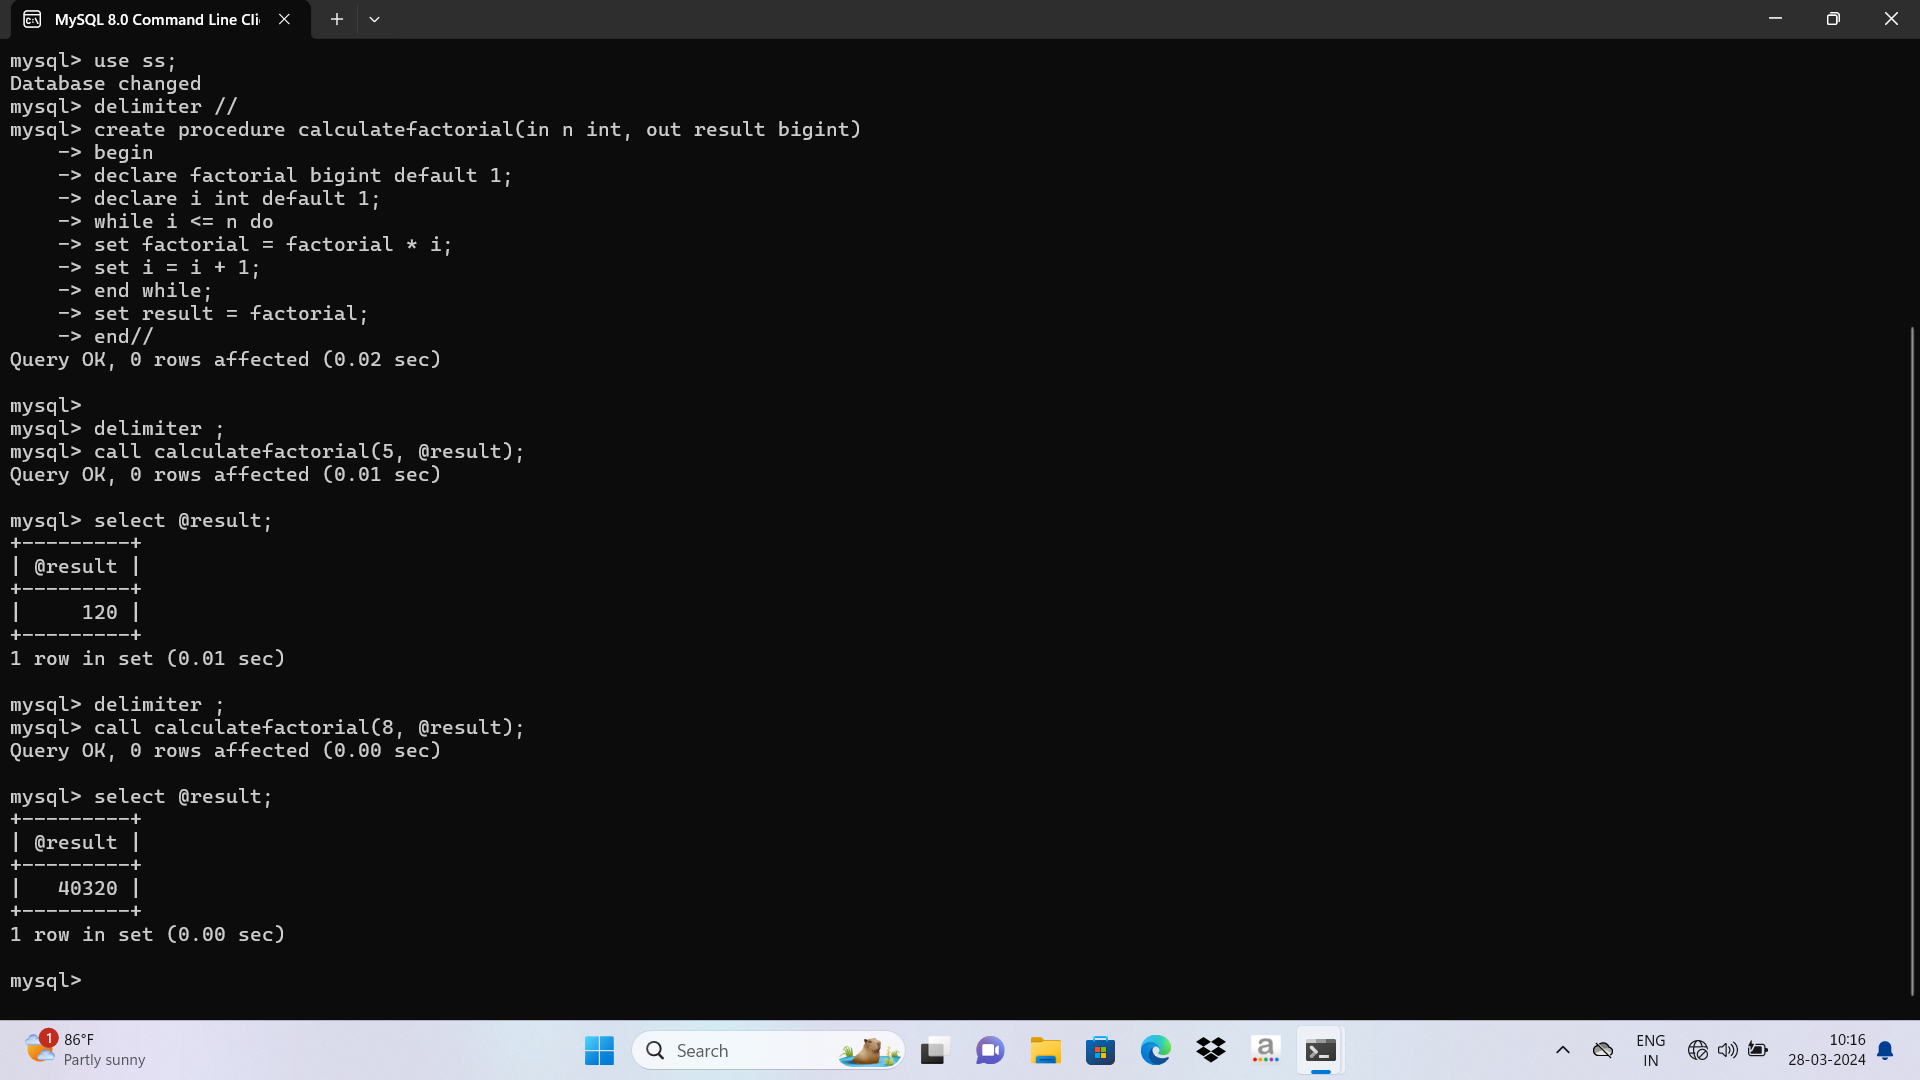 MySQL 8.0 Command Line Cli
mysql> use ss;
Database changed
mysql> delimiter //
mysql> create procedure calculatefactorial(in n int, out result bigint)
    -> begin
    -> declare factorial bigint default 1;
    -> declare i int default 1;
    -> while i <= n do
    -> set factorial = factorial * i;
    -> set i = i + 1;
    -> end while;
    -> set result = factorial;
    -> end//
Query OK, 0 rows affected (0.02 sec)
mysql>
mysql> delimiter ;
mysql> call calculatefactorial(5, @result);
Query OK, 0 rows affected (0.01 sec)
mysql> select @result;
+---------+
| @result |
+---------+
|     120 |
+---------+
1 row in set (0.01 sec)
mysql> delimiter ;
mysql> call calculatefactorial(8, @result);
Query OK, 0 rows affected (0.00 sec)
mysql> select @result;
+---------+
| @result |
+---------+
|   40320 |
+---------+
1 row in set (0.00 sec)
mysql>
1
86°F
Partly sunny
Search
a
ENG
IN
10:16
28-03-2024